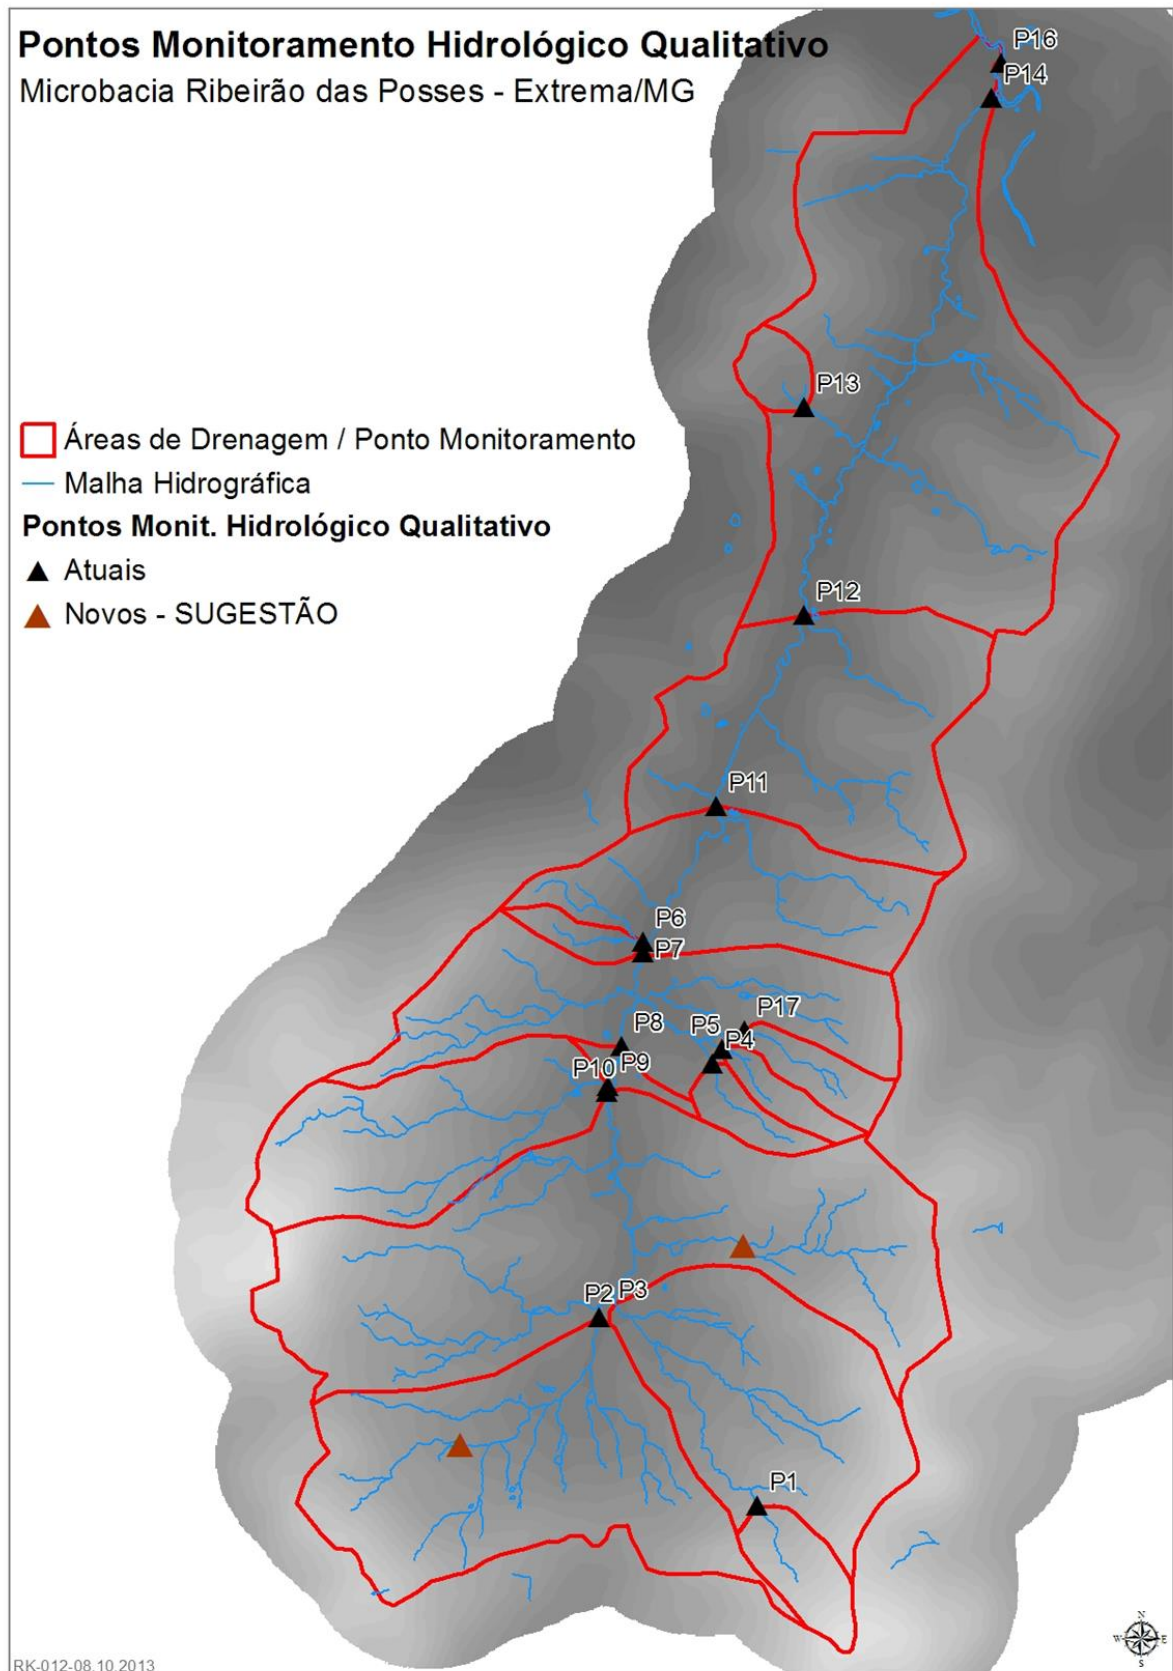 Pontos Monitoramento Hidrológico Qualitativo
Microbacia Ribeirão das Posses - Extrema/MG
P16
P14
P13
Áreas de Drenagem / Ponto Monitoramento
Malha Hidrográfica
Pontos Monit. Hidrológico Qualitativo
Atuais
Novos - SUGESTÃO
P12
P11
P6
P7
P17
P8
P5
P4
P9
P10
P2
P3
P1
N
W
E
S
RK-012-08.10.2013